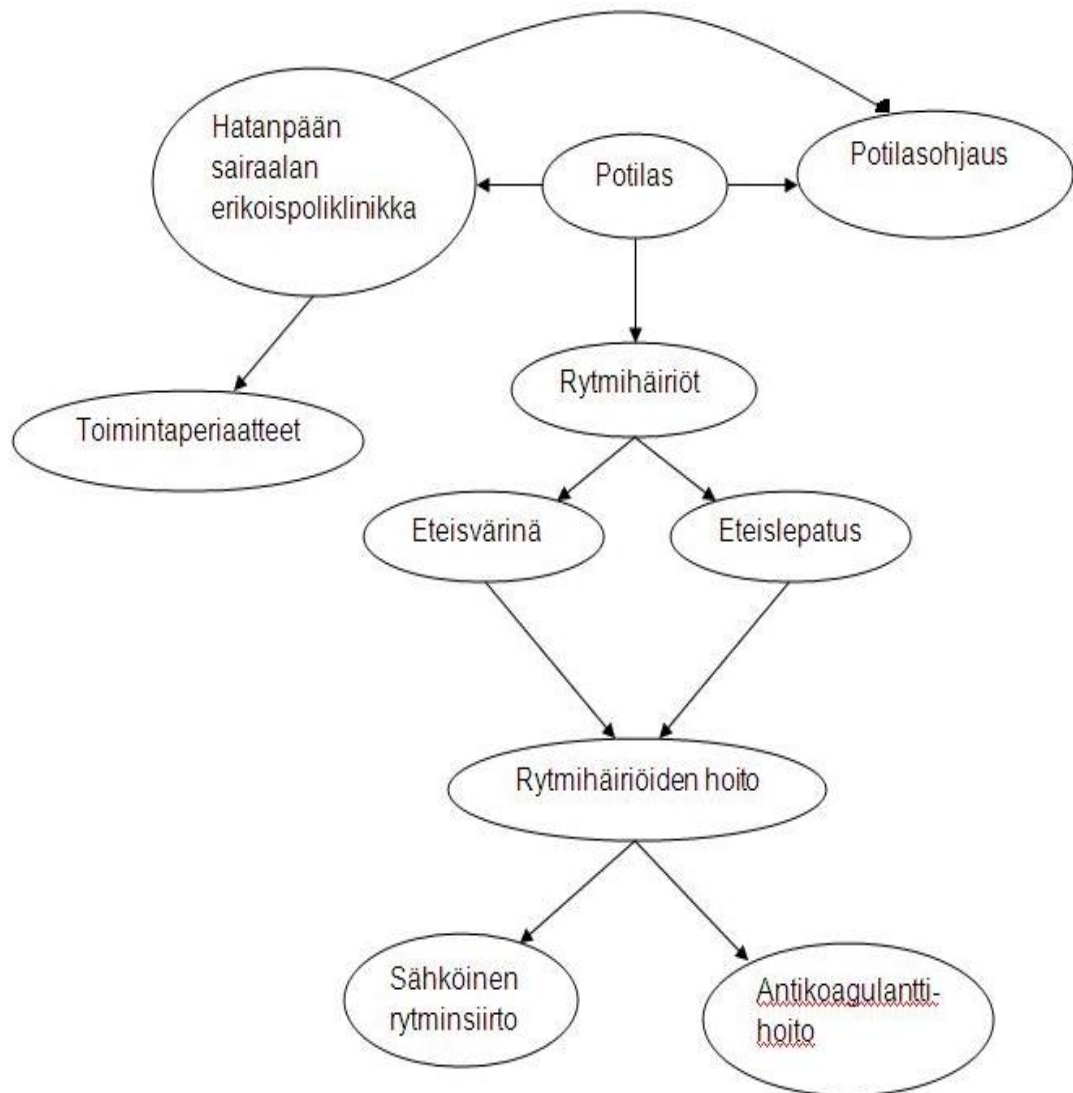 Hatanpään
sairaalan
erikoispoliklinikka
Potilas
Potilasohjaus
Rytmihäiriöt
Toimintaperiaatteet
Eteisvärinä
Eteislepatus
Rytmihäiriöiden hoito
Sähköinen
rytminsiirto
Antikoagulantti-
hoito